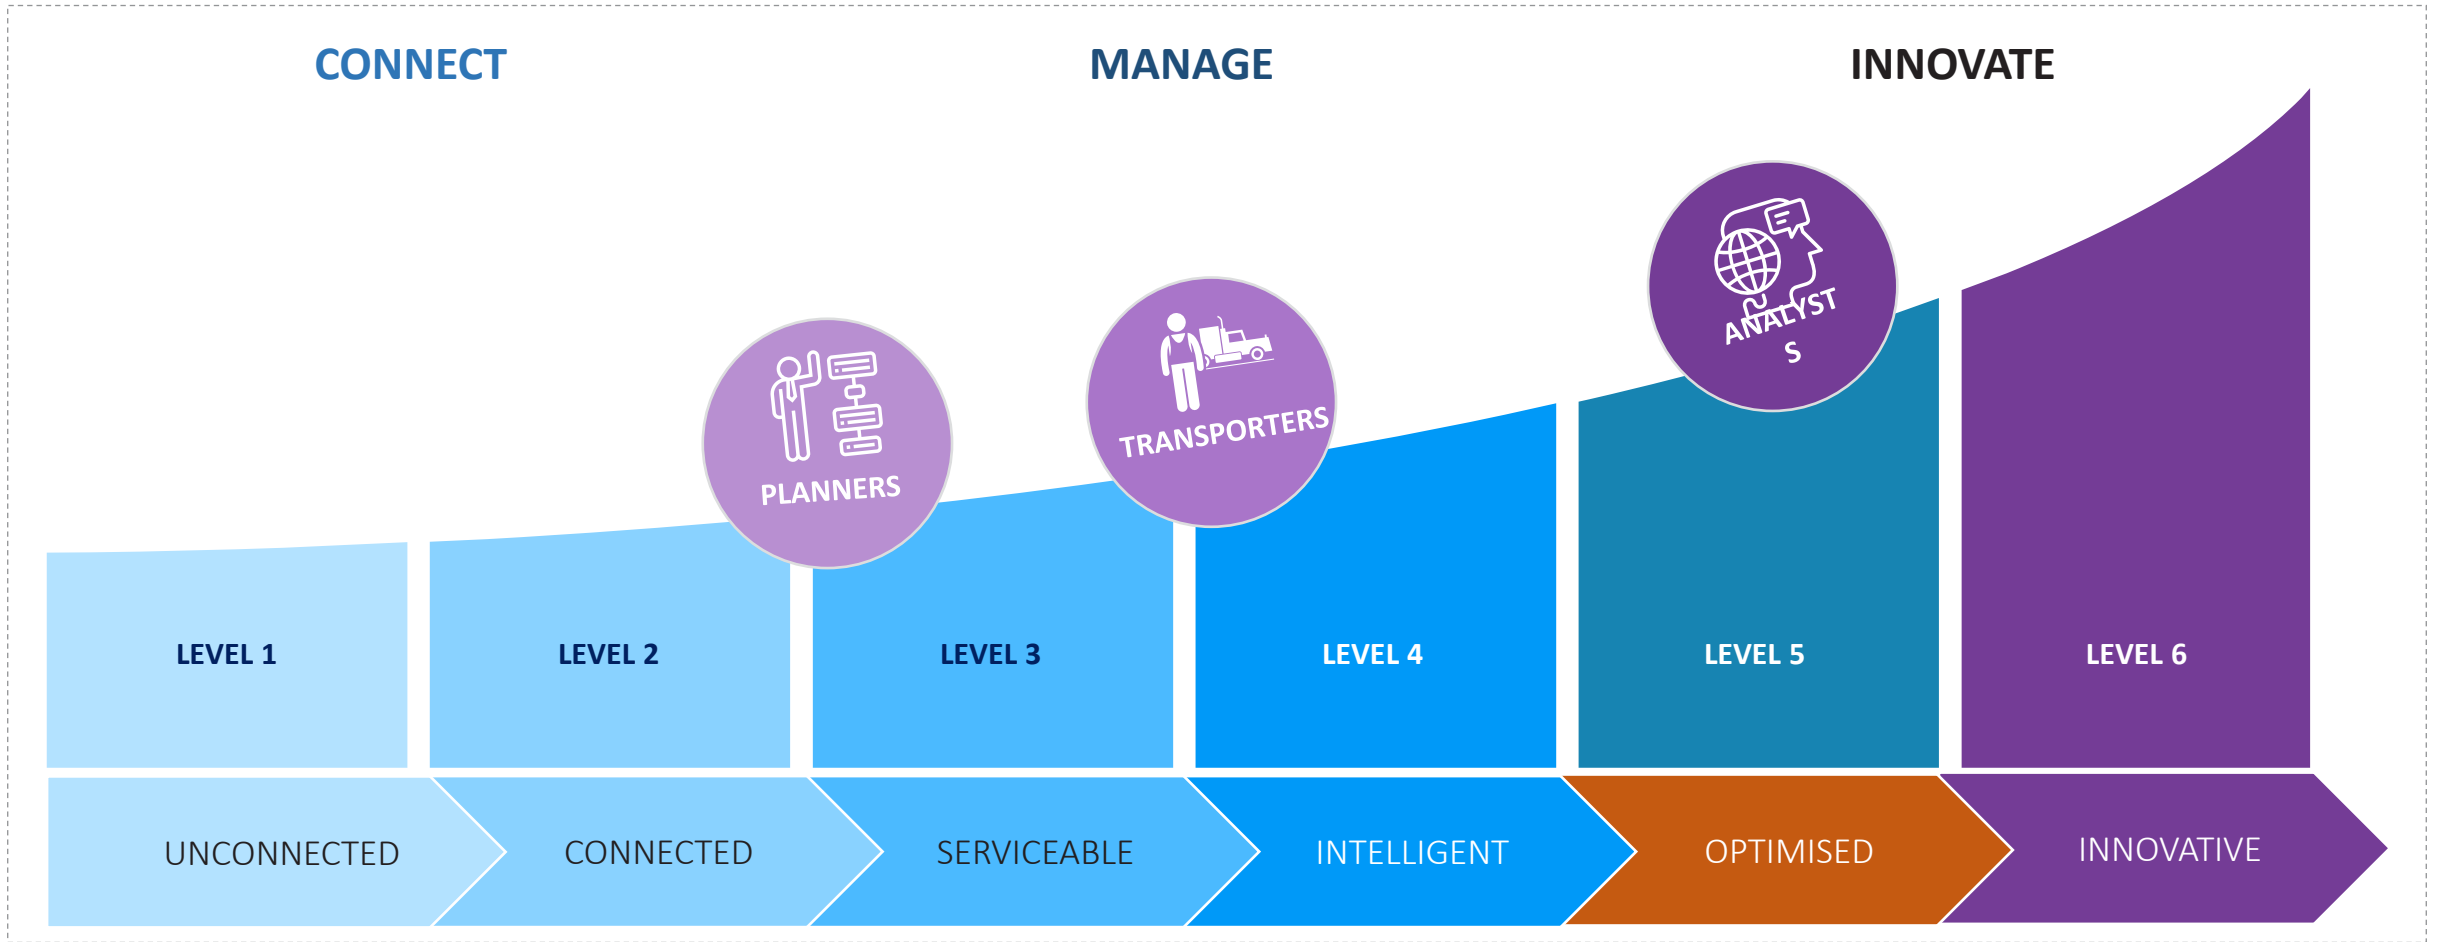 CONNECT
MANAGE
INNOVATE
ANALYST
S
TRANSPORTERS
PLANNERS
LEVEL 1
LEVEL 2
LEVEL 3
LEVEL 4
LEVEL 5
LEVEL 6
UNCONNECTED
CONNECTED
SERVICEABLE
INTELLIGENT
OPTIMISED
INNOVATIVE